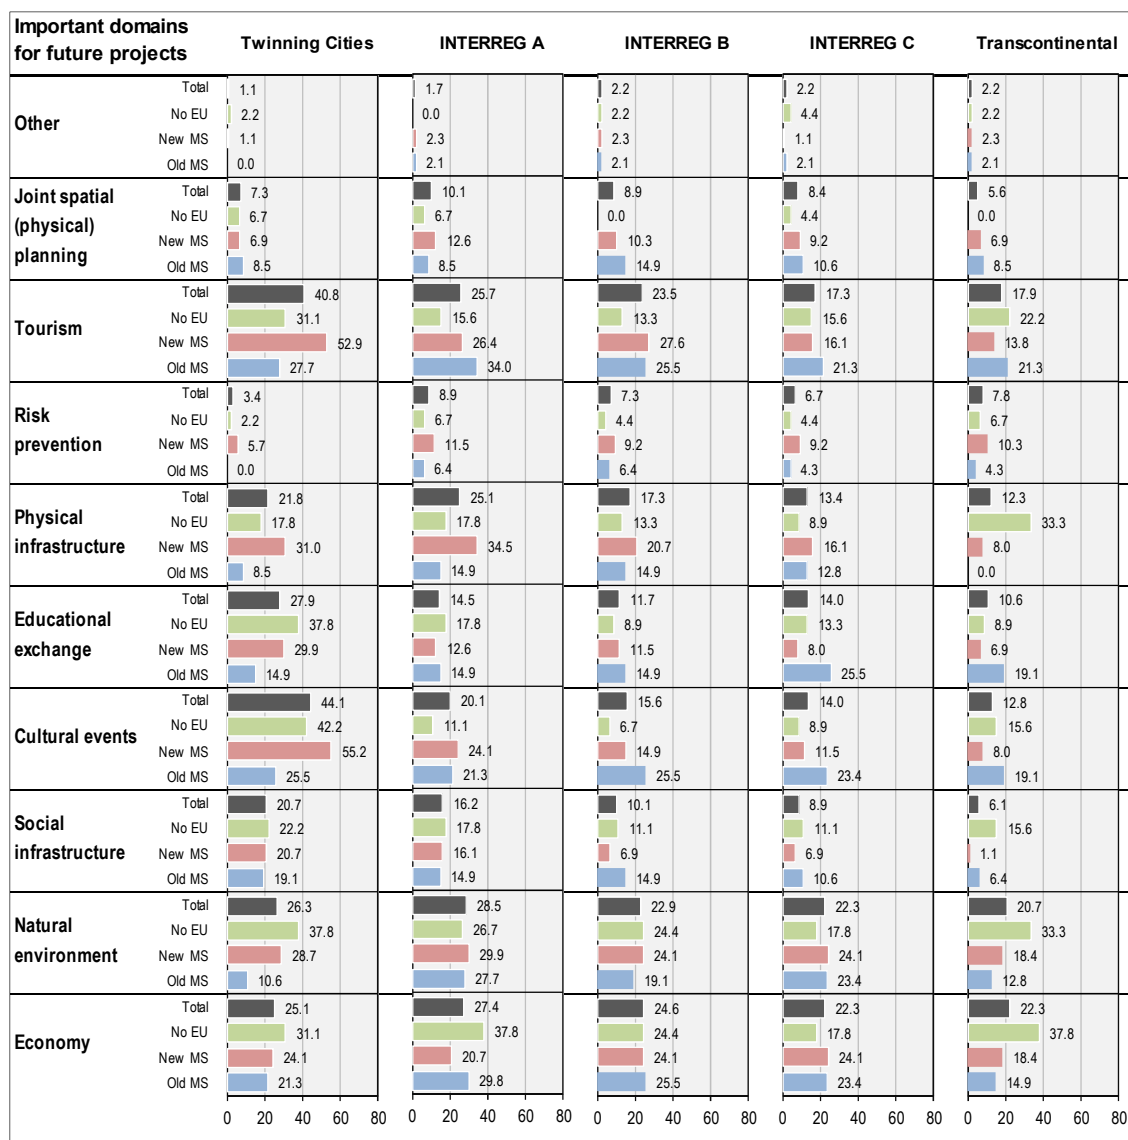 Important domains
for future projects
Twinning Cities INTERREG A INTERREG B INTERREG C Transcontinental
Other
Total 1.1 1.7 2.2 2.2 2.2
No EU 2.2 0.0 2.2 4.4 2.2
New MS 1.1 2.3 2.3 1.1 2.3
Old MS 0.0 2.1 2.1 2.1 2.1
Joint spatial
(physical)
planning
Total 7.3 10.1 8.9 8.4 5.6
No EU 6.7 6.7 0.0 4.4 0.0
New MS 6.9 12.6 10.3 9.2 6.9
Old MS 8.5 8.5 14.9 10.6 8.5
Tourism
Total 40.8 25.7 23.5 17.3 17.9
No EU 31.1 15.6 13.3 15.6 22.2
New MS 52.9 26.4 27.6 16.1 13.8
Old MS 27.7 34.0 25.5 21.3 21.3
Risk
prevention
Total 3.4 8.9 7.3 6.7 7.8
No EU 2.2 6.7 4.4 4.4 6.7
New MS 5.7 11.5 9.2 9.2 10.3
Old MS 0.0 6.4 6.4 4.3 4.3
Physical
infrastructure
Total 21.8 25.1 17.3 13.4 12.3
No EU 17.8 17.8 13.3 8.9 33.3
New MS 31.0 34.5 20.7 16.1 8.0
Old MS 8.5 14.9 14.9 12.8 0.0
Educational
exchange
Total 27.9 14.5 11.7 14.0 10.6
No EU 37.8 17.8 8.9 13.3 8.9
New MS 29.9 12.6 11.5 8.0 6.9
Old MS 14.9 14.9 14.9 25.5 19.1
Cultural events
Total 44.1 20.1 15.6 14.0 12.8
No EU 42.2 11.1 6.7 8.9 15.6
New MS 55.2 24.1 14.9 11.5 8.0
Old MS 25.5 21.3 25.5 23.4 19.1
Social
infrastructure
Total 20.7 16.2 10.1 8.9 6.1
No EU 22.2 17.8 11.1 11.1 15.6
New MS 20.7 16.1 6.9 6.9 1.1
Old MS 19.1 14.9 14.9 10.6 6.4
Natural
environment
Total 26.3 28.5 22.9 22.3 20.7
No EU 37.8 26.7 24.4 17.8 33.3
New MS 28.7 29.9 24.1 24.1 18.4
Old MS 10.6 27.7 19.1 23.4 12.8
Economy
Total 25.1 27.4 24.6 22.3 22.3
No EU 31.1 37.8 24.4 17.8 37.8
New MS 24.1 20.7 24.1 24.1 18.4
Old MS 21.3 29.8 25.5 23.4 14.9
0 20 40 60 80 0 20 40 60 80 0 20 40 60 80 0 20 40 60 80 0 20 40 60 80